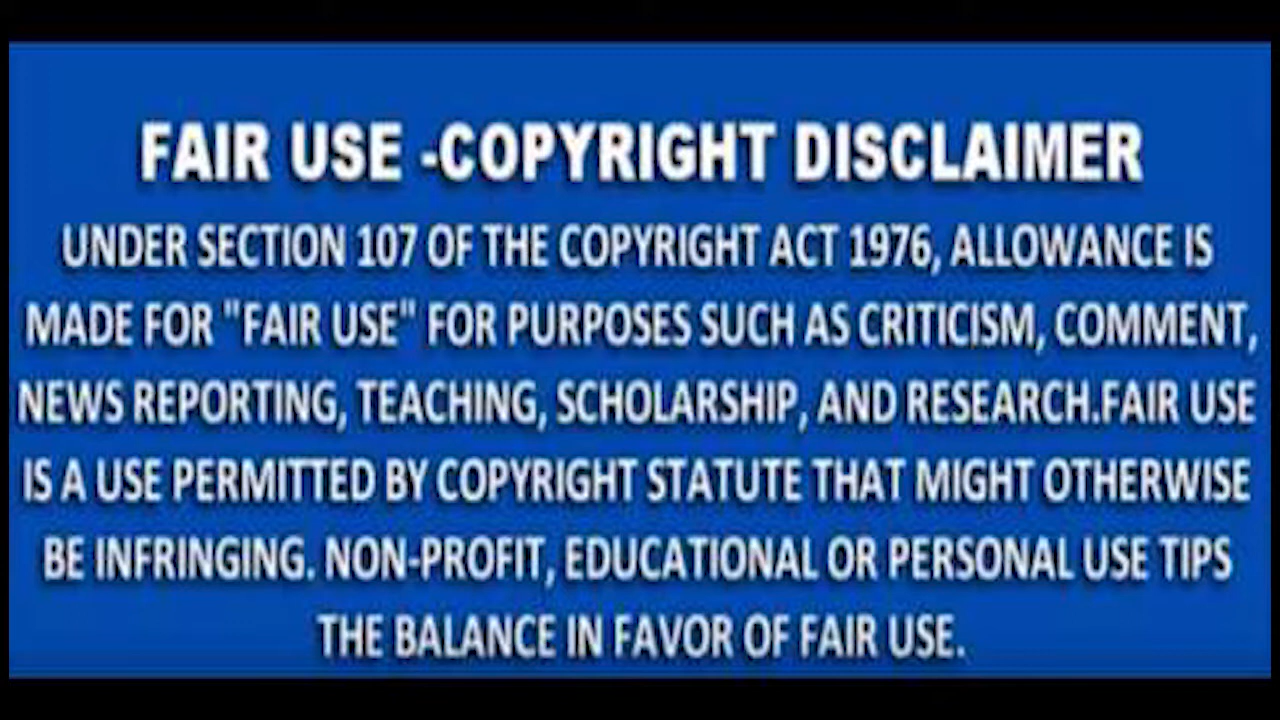 FAIR USE -COPYRIGHT DISCLAIMER
UNDER SECTION 107 OF THE COPYRIGHT ACT 1976, ALLOWANCE IS
MADE FOR "FAIR USE" FOR PURPOSES SUCH AS CRITICISM, COMMENT,
NEWS REPORTING, TEACHING, SCHOLARSHIP, AND RESEARCH.FAIR USE
IS A USE PERMITTED BY COPYRIGHT STATUTE THAT MIGHT OTHERWISE
BE INFRINGING. NON-PROFIT, EDUCATIONAL OR PERSONAL USE TIPS
THE BALANCE IN FAVOR OF FAIR USE.